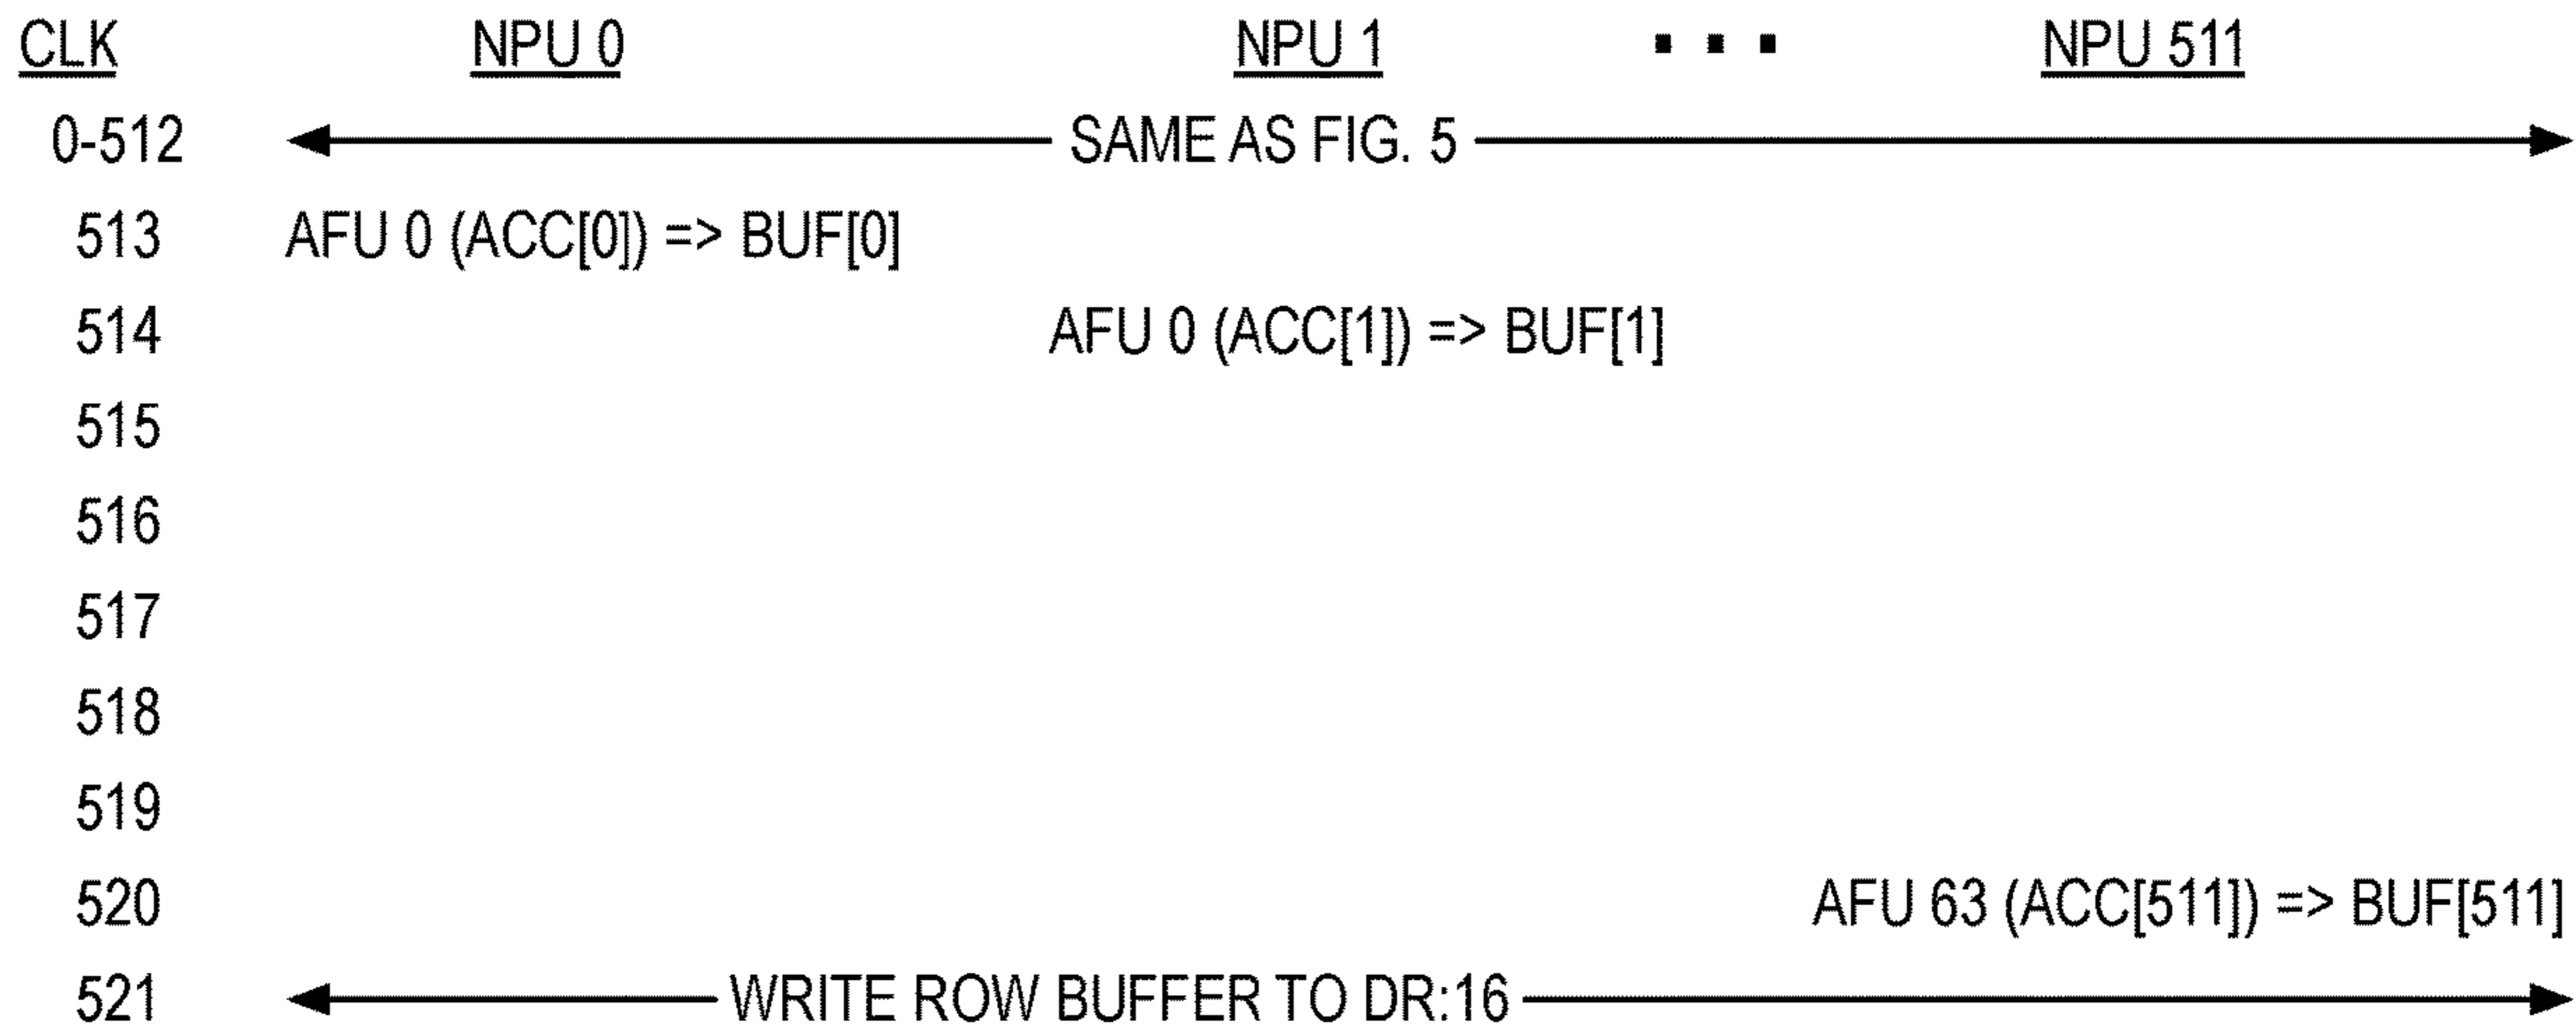 CLK NPU 0 NPU 1 ... NPU 511
0-512 SAME AS FIG. 5
513 AFU 0 (ACC[0]) => BUF[0]
514 AFU 0 (ACC[1]) => BUF[1]
515
516
517
518
519
520 AFU 63 (ACC[511]) => BUF[511]
521 WRITE ROW BUFFER TO DR:16